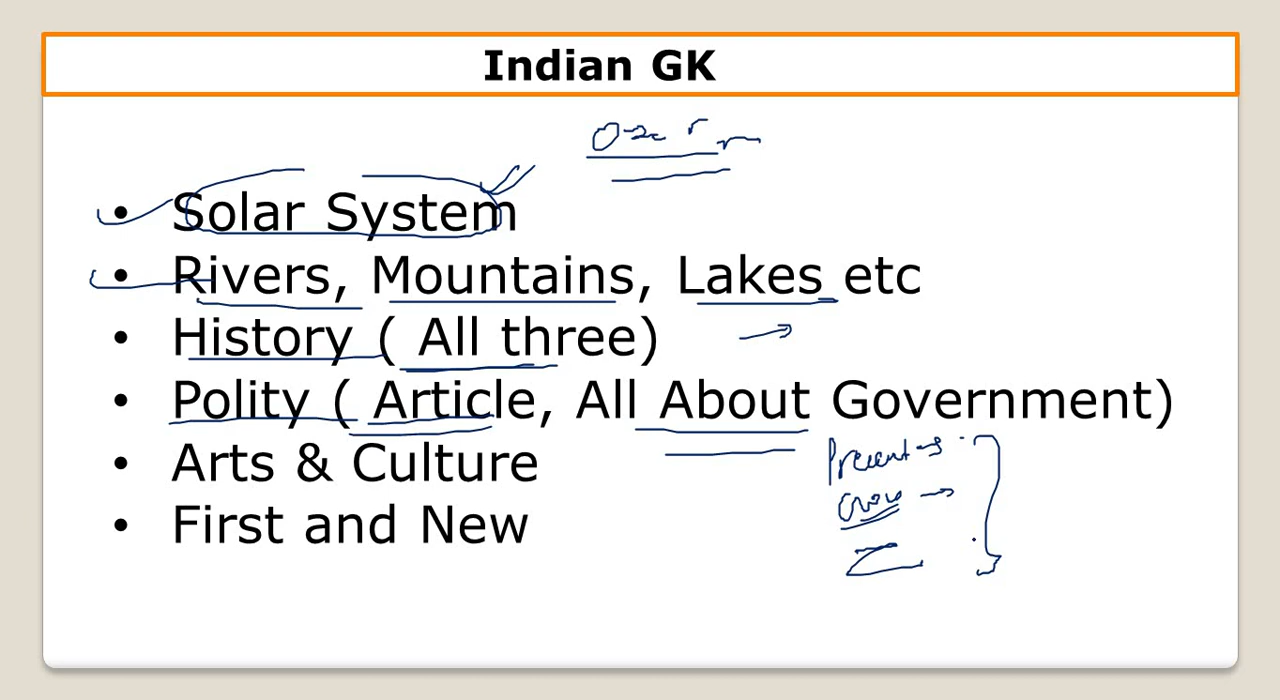 Indian GK
• Solar System
• Rivers, Mountains, Lakes etc
• History ( All three)
• Polity ( Article, All About Government)
• Arts & Culture
• First and New